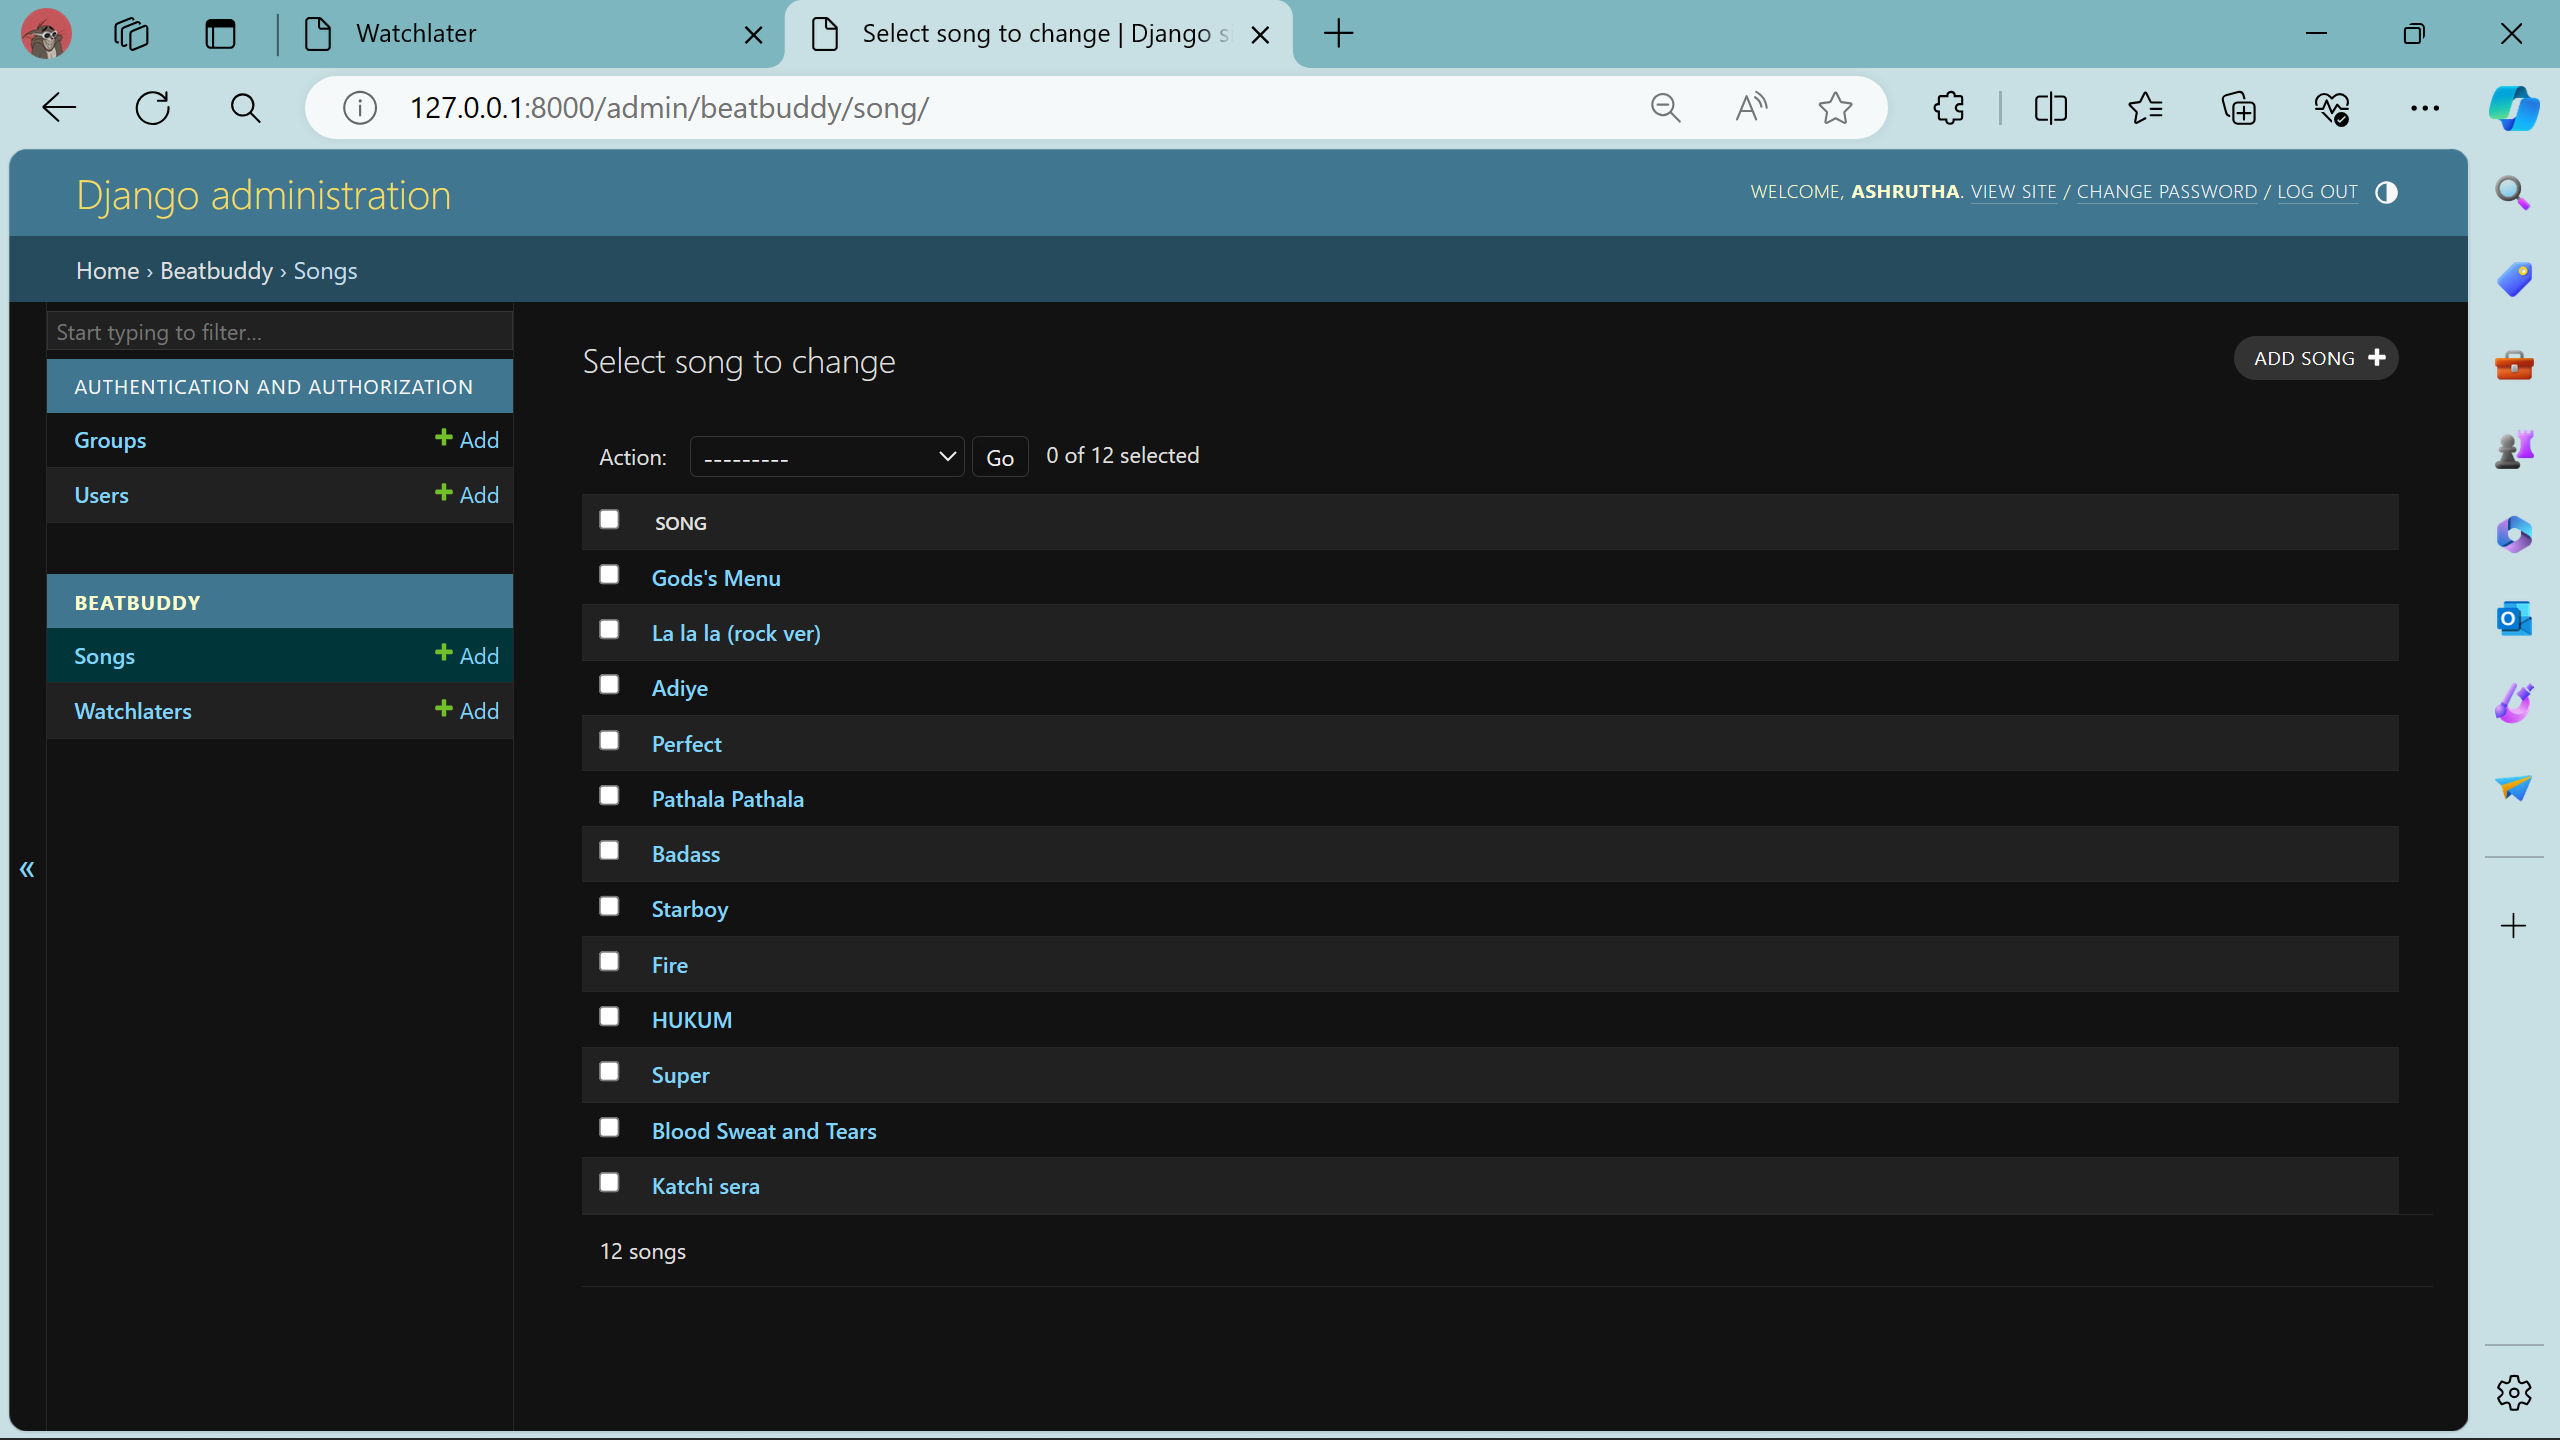 Watchlater
Select song to change | Django s
127.0.0.1:8000/admin/beatbuddy/song/
Django administration
WELCOME, ASHRUTHA. VIEW SITE / CHANGE PASSWORD / LOG OUT
Home › Beatbuddy › Songs
Start typing to filter...
AUTHENTICATION AND AUTHORIZATION
Groups + Add
Users + Add
BEATBUDDY
Songs + Add
Watchlaters + Add
«
Select song to change
ADD SONG +
Action: --------- Go 0 of 12 selected
SONG
Gods's Menu
La la la (rock ver)
Adiye
Perfect
Pathala Pathala
Badass
Starboy
Fire
HUKUM
Super
Blood Sweat and Tears
Katchi sera
12 songs